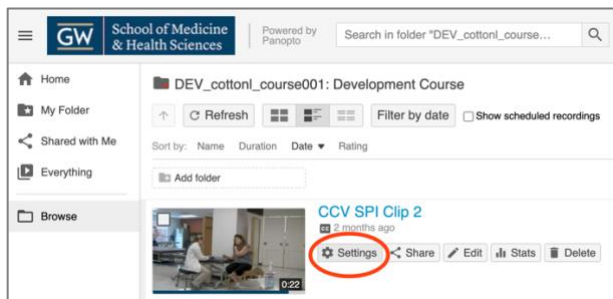 GW School of Medicine & Health Sciences
Powered by Panopto
Search in folder "DEV_cottonl_course...
Home
My Folder
Shared with Me
Everything
Browse
DEV_cottonl_course001: Development Course
Refresh Filter by date Show scheduled recordings
Sort by: Name Duration Date Rating
Add folder
CCV SPI Clip 2
2 months ago
Settings Share Edit Stats Delete
0:22